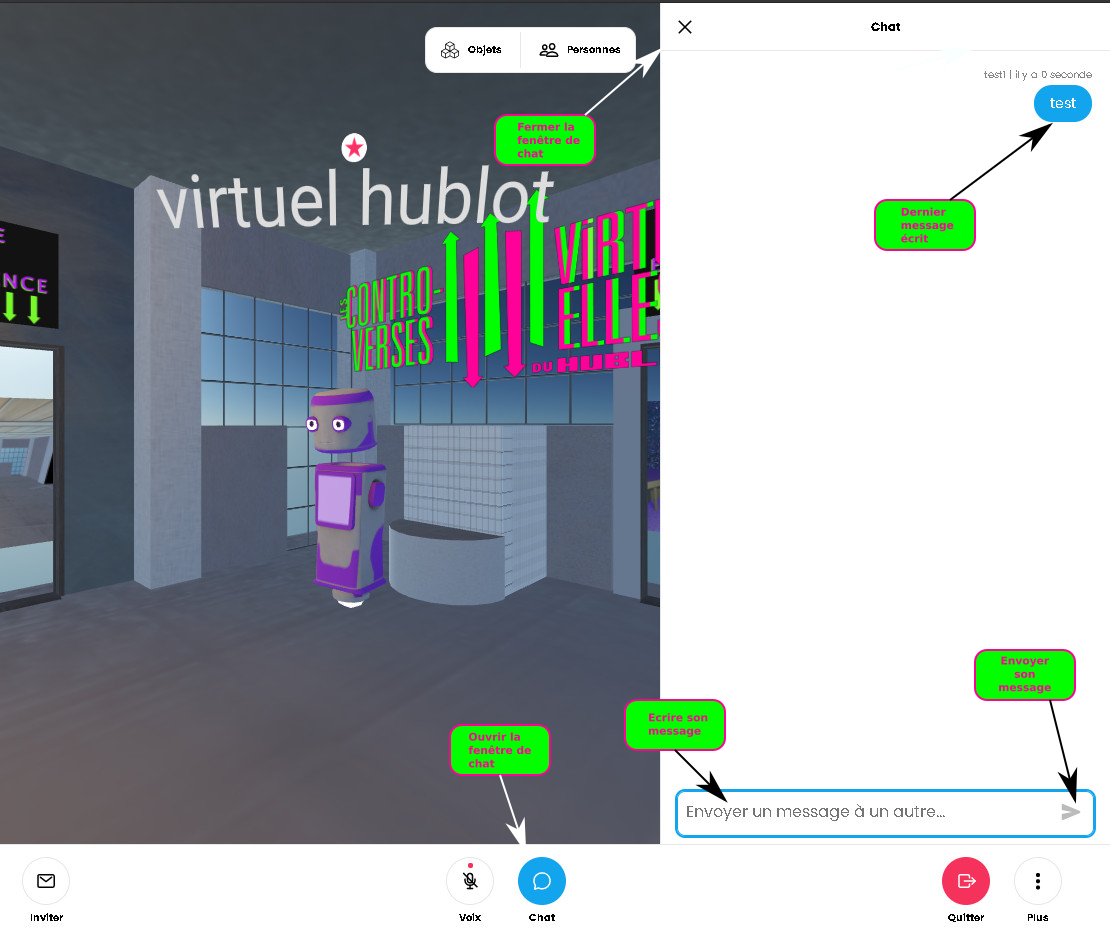 Objets
Personnes
Chat
test1 | il y a 0 seconde
test
Fermer la
fenêtre de
chat
virtuel hublot
Dernier
message
écrit
E
NCE
LES
CONTRO-
VERSES
VIRTU
ELLES
DU HUBL
Envoyer
son
message
Ecrire son
message
Ouvrir la
fenêtre de
chat
Envoyer un message à un autre...
Inviter
Voix
Chat
Quitter
Plus